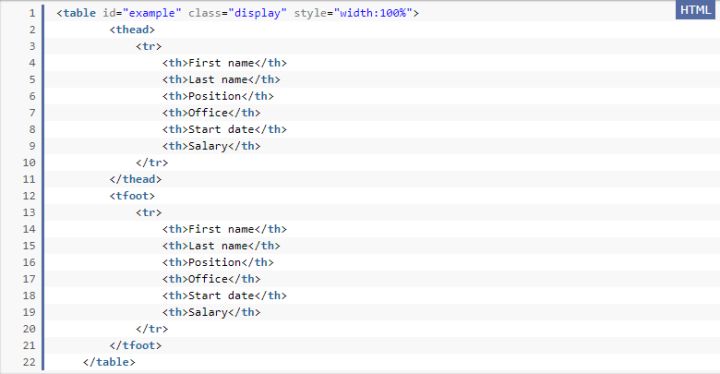 HTML
1 <table id="example" class="display" style="width:100%">
2         <thead>
3             <tr>
4                 <th>First name</th>
5                 <th>Last name</th>
6                 <th>Position</th>
7                 <th>Office</th>
8                 <th>Start date</th>
9                 <th>Salary</th>
10             </tr>
11         </thead>
12         <tfoot>
13             <tr>
14                 <th>First name</th>
15                 <th>Last name</th>
16                 <th>Position</th>
17                 <th>Office</th>
18                 <th>Start date</th>
19                 <th>Salary</th>
20             </tr>
21         </tfoot>
22     </table>